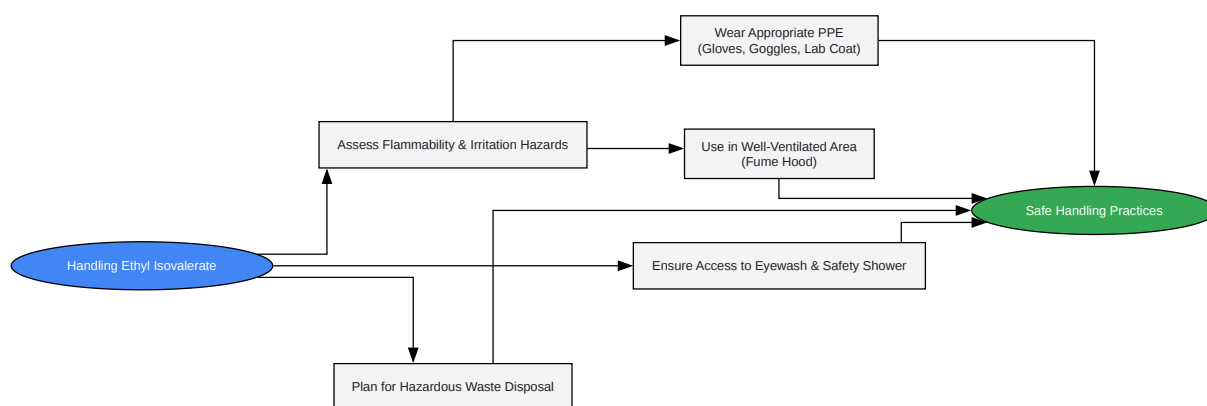 Wear Appropriate PPE
(Gloves, Goggles, Lab Coat)
Assess Flammability & Irritation Hazards
Use in Well-Ventilated Area
(Fume Hood)
Safe Handling Practices
Handling Ethyl Isovalerate
Ensure Access to Eyewash & Safety Shower
Plan for Hazardous Waste Disposal